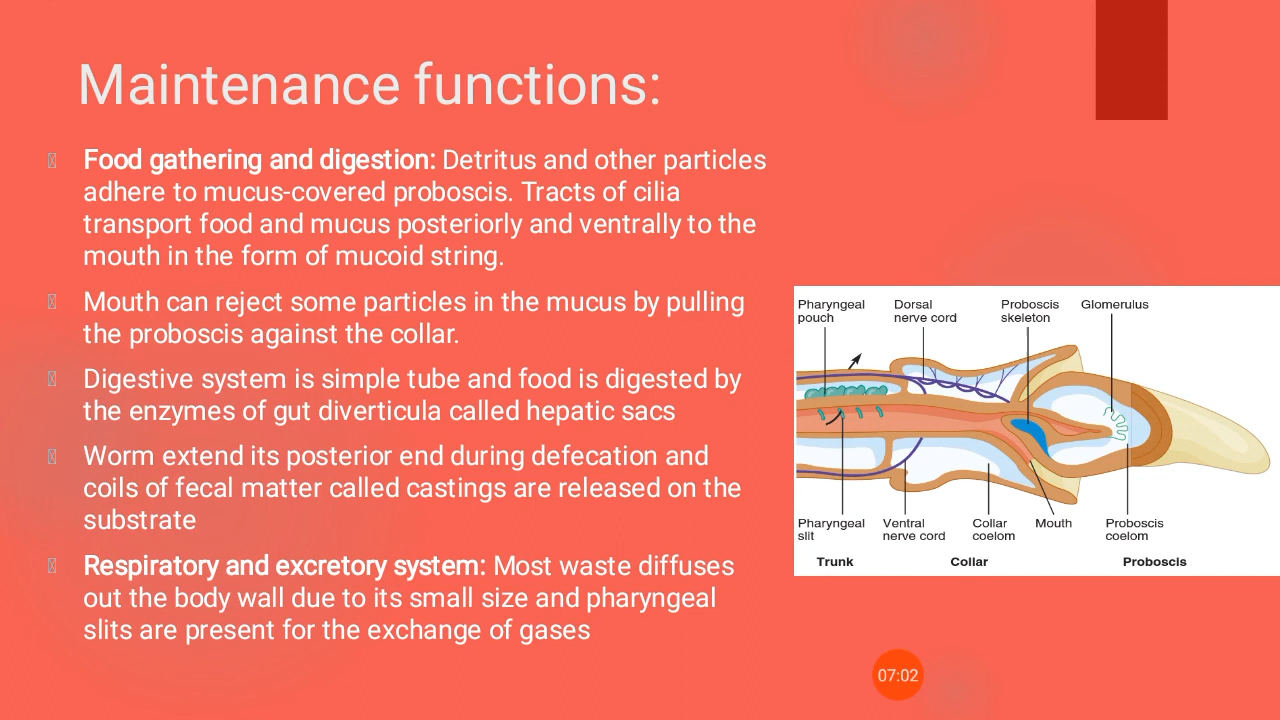 Maintenance functions:
Food gathering and digestion: Detritus and other particles
adhere to mucus-covered proboscis. Tracts of cilia
transport food and mucus posteriorly and ventrally to the
mouth in the form of mucoid string.
Mouth can reject some particles in the mucus by pulling
the proboscis against the collar.
Digestive system is simple tube and food is digested by
the enzymes of gut diverticula called hepatic sacs
Worm extend its posterior end during defecation and
coils of fecal matter called castings are released on the
substrate
Respiratory and excretory system: Most waste diffuses
out the body wall due to its small size and pharyngeal
slits are present for the exchange of gases
Pharyngeal
pouch
Dorsal
nerve cord
Proboscis
skeleton
Glomerulus
Pharyngeal
slit
Ventral
nerve cord
Collar
coelom
Mouth
Proboscis
coelom
Trunk
Collar
Proboscis
07:02